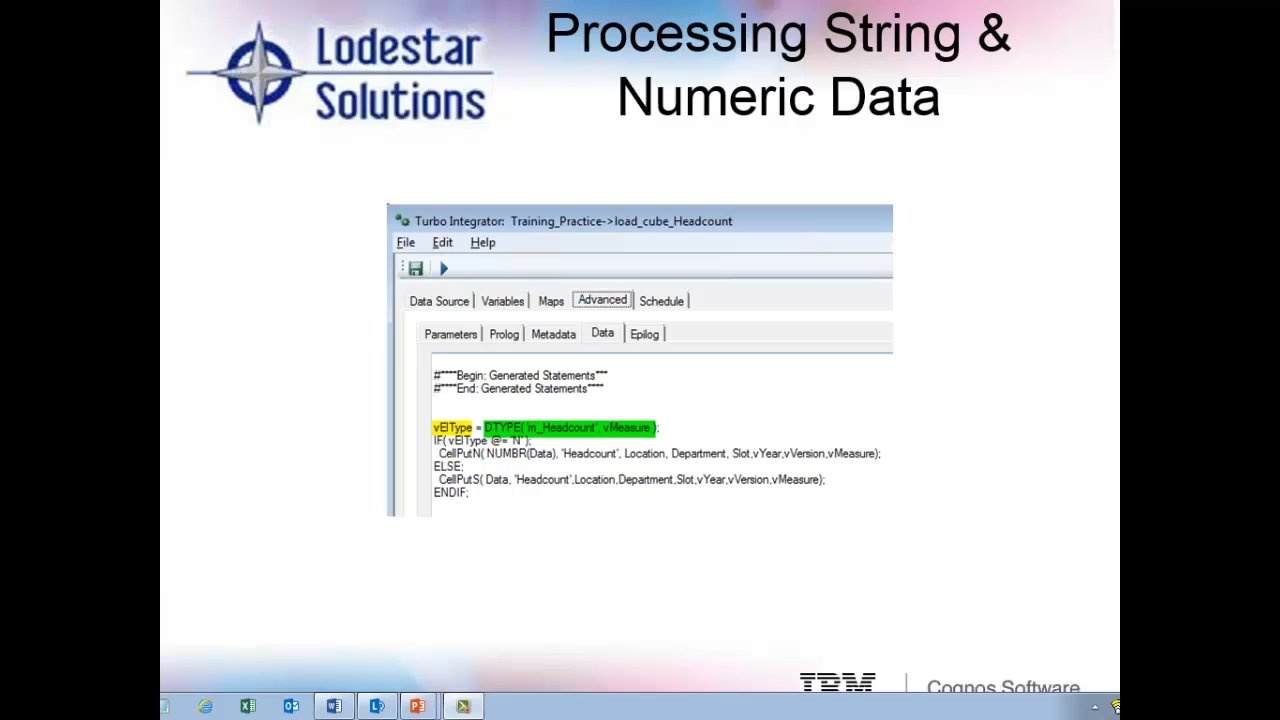 Lodestar
Solutions
Processing String &
Numeric Data
Turbo Integrator: Training_Practice->load_cube_Headcount
File Edit Help
Data Source Variables Maps Advanced Schedule
Parameters Prolog Metadata Data Epilog
#****Begin: Generated Statements***
#****End: Generated Statements****
vElType = DTYPE( 'm_Headcount', vMeasure );
IF( vElType @= 'N' );
CellPutN( NUMBR(Data), 'Headcount', Location, Department, Slot,vYear,vVersion,vMeasure);
ELSE;
CellPutS( Data, 'Headcount',Location,Department,Slot,vYear,vVersion,vMeasure);
ENDIF;
IBM Cognos Software